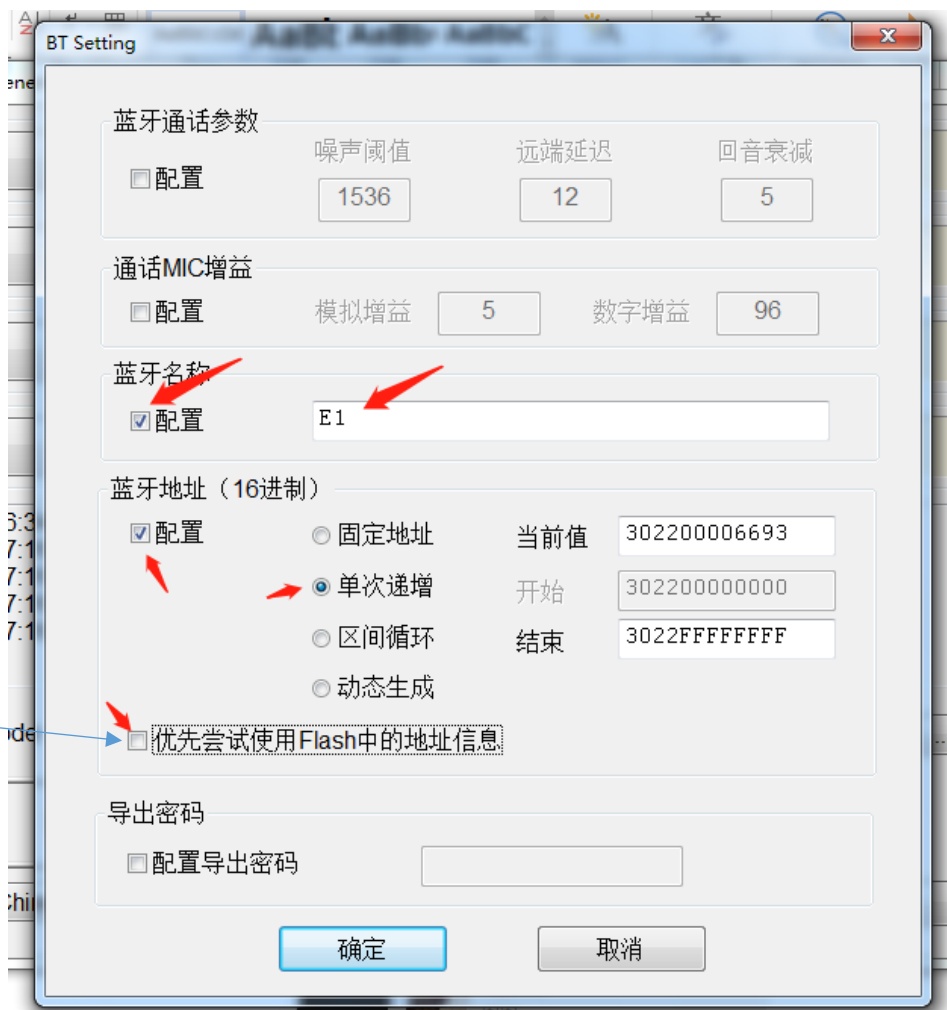 BT Setting
蓝牙通话参数
噪声阈值 远端延迟 回音衰减
配置
1536 12 5
通话MIC增益
配置 模拟增益 5 数字增益 96
蓝牙名称
配置 E1
蓝牙地址（16进制）
配置 固定地址 当前值 302200006693
单次递增 开始 302200000000
区间循环 结束 3022FFFFFFFF
动态生成
优先尝试使用Flash中的地址信息
导出密码
配置导出密码
确定 取消